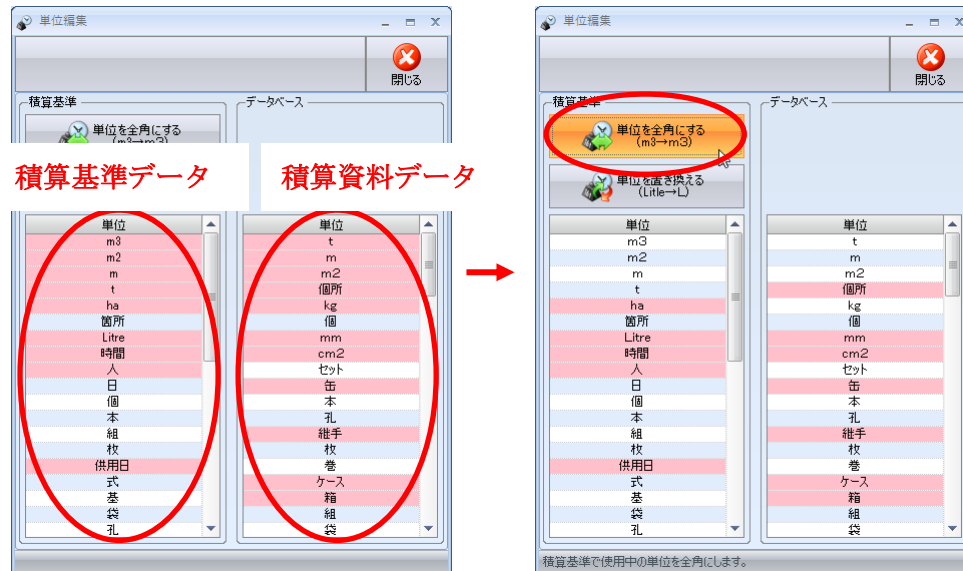 単位編集
閉じる
積算基準
データベース
単位を全角にする
(m3→m3)
積算基準データ
積算資料データ
単位
m3
m2
m
t
ha
箇所
Litre
時間
人
日
個
本
組
枚
供用日
式
基
袋
孔
単位
t
m
m2
個所
kg
個
mm
cm2
セット
缶
本
孔
継手
枚
巻
ケース
箱
組
袋
単位編集
閉じる
積算基準
データベース
単位を全角にする
(m3→m3)
単位を置き換える
(Litle→L)
単位
m3
m2
m
t
ha
箇所
Litre
時間
人
日
個
本
組
枚
供用日
式
基
袋
孔
単位
t
m
m2
個所
kg
個
mm
cm2
セット
缶
本
孔
継手
枚
巻
ケース
箱
組
袋
積算基準で使用中の単位を全角にします。